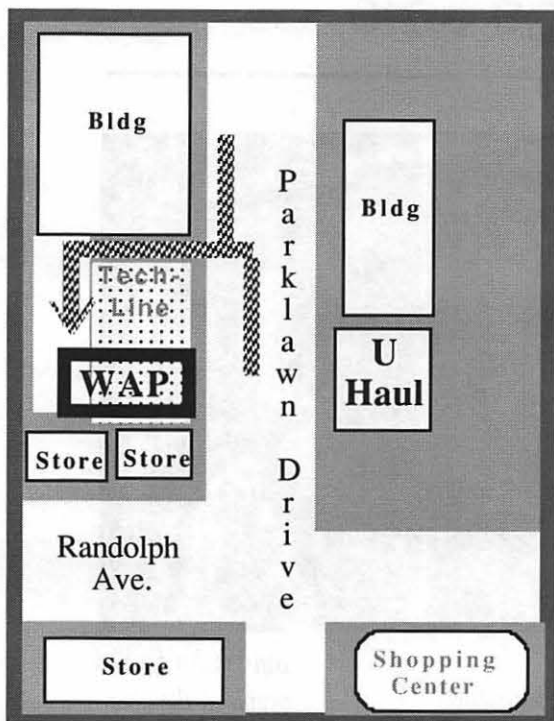 Bldg
Parklawn Drive
Bldg
Tech-
Line
WAP
U
Haul
Store
Store
Randolph
Ave.
Store
Shopping
Center